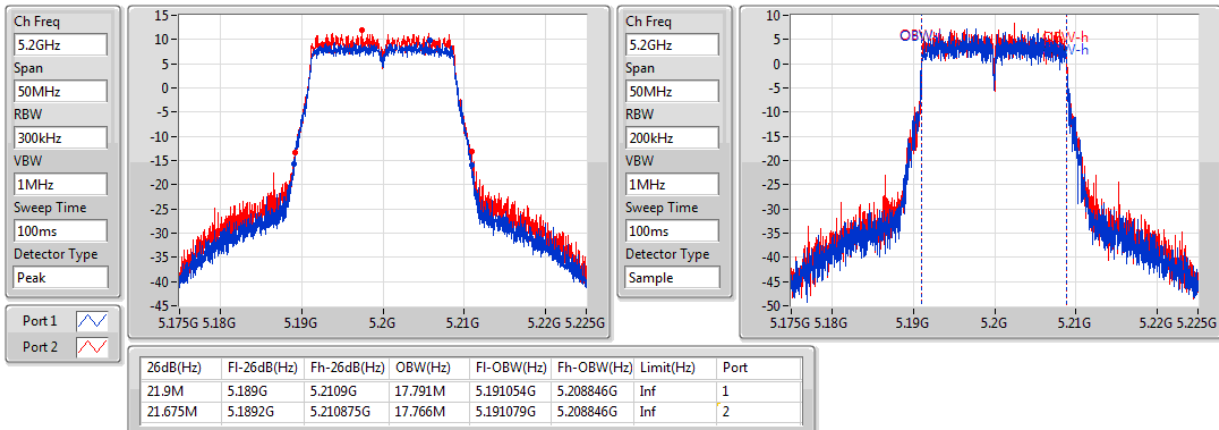 Ch Freq
5.2GHz
Span
50MHz
RBW
300kHz
VBW
1MHz
Sweep Time
100ms
Detector Type
Peak
Port 1
Port 2
15
10
5
0
-5
-10
-15
-20
-25
-30
-35
-40
-45
5.175G 5.18G 5.19G 5.2G 5.21G 5.22G 5.225G
Ch Freq
5.2GHz
Span
50MHz
RBW
200kHz
VBW
1MHz
Sweep Time
100ms
Detector Type
Sample
15
10
5
0
-5
-10
-15
-20
-25
-30
-35
-40
-45
-50
5.175G 5.18G 5.19G 5.2G 5.21G 5.22G 5.225G
26dB(Hz) Fl-26dB(Hz) Fh-26dB(Hz) OBW(Hz) Fl-OBW(Hz) Fh-OBW(Hz) Limit(Hz) Port
21.9M 5.189G 5.2109G 17.791M 5.191054G 5.208846G Inf 1
21.675M 5.1892G 5.210875G 17.766M 5.191079G 5.208846G Inf 2